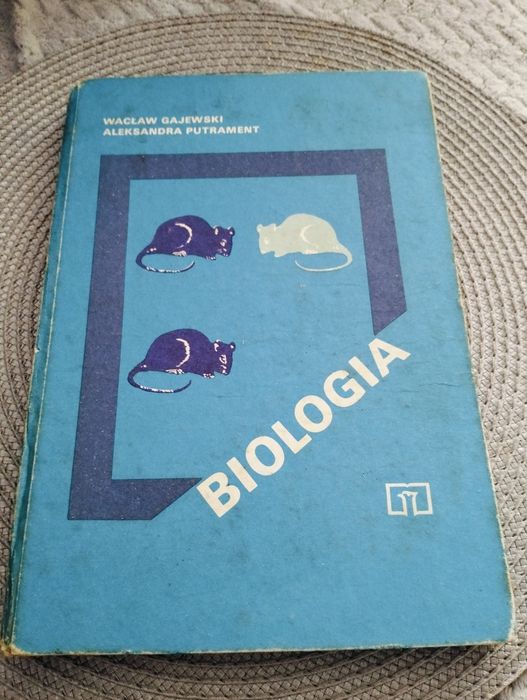 WACŁAW GAJEWSKI
ALEKSANDRA PUTRAMENT
BIOLOGIA